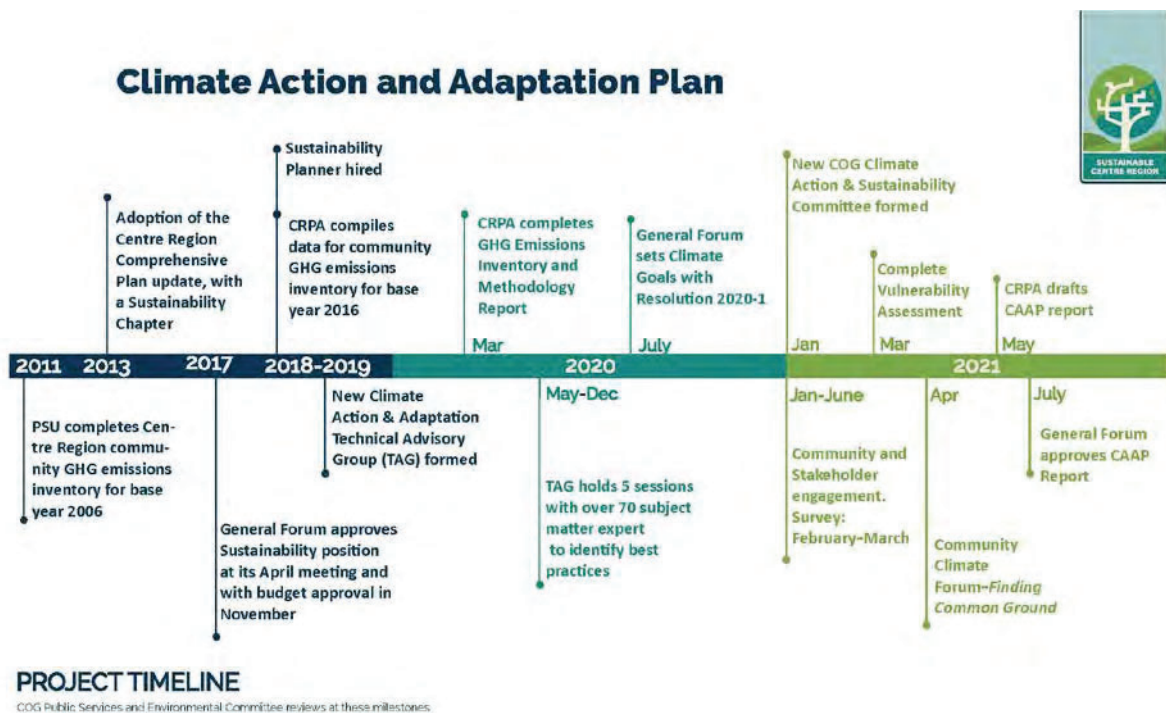 Climate Action and Adaptation Plan
SUSTAINABLE
CENTRE REGION
Sustainability
Planner hired
Adoption of the
Centre Region
Comprehensive
Plan update, with
a Sustainability
Chapter
CRPA compiles
data for community
GHG emissions
inventory for base
year 2016
CRPA completes
GHG Emissions
Inventory and
Methodology
Report
General Forum
sets Climate
Goals with
Resolution 2020-1
New COG Climate
Action & Sustainability
Committee formed
Complete
Vulnerability
Assessment
CRPA drafts
CAAP report
Mar
July
Jan
Mar
May
2011
2013
2017
2018-2019
2020
2021
PSU completes Cen-
tre Region commu-
nity GHG emissions
inventory for base
year 2006
General Forum approves
Sustainability position
at its April meeting and
with budget approval in
November
New Climate
Action & Adaptation
Technical Advisory
Group (TAG) formed
May-Dec
TAG holds 5 sessions
with over 70 subject
matter expert
to identify best
practices
Jan-June
Community and
Stakeholder
engagement.
Survey:
February–March
Apr
Community
Climate
Forum–Finding
Common Ground
July
General Forum
approves CAAP
Report
PROJECT TIMELINE
COG Public Services and Environmental Committee reviews at these milestones